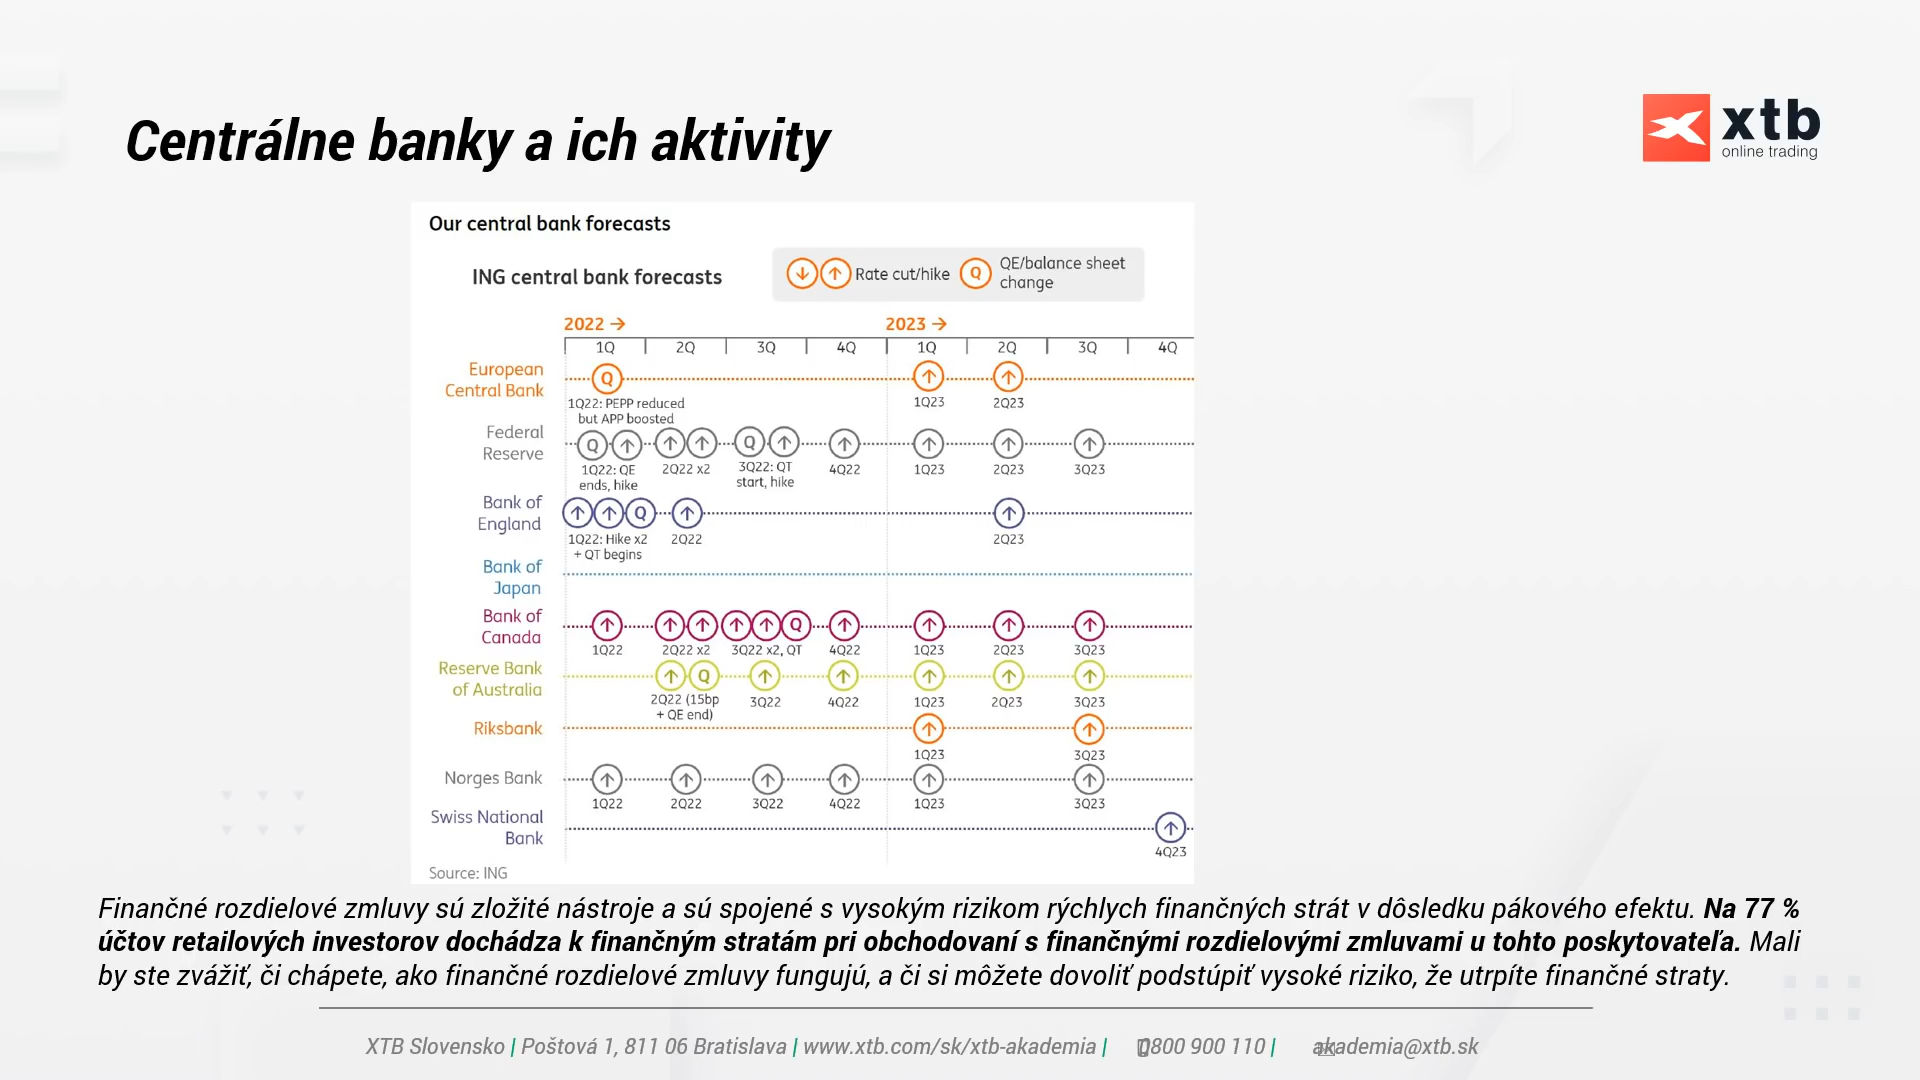 Centrálne banky a ich aktivity
xtb
online trading
Our central bank forecasts
ING central bank forecasts
Rate cut/hike
Q
QE/balance sheet
change
2022 → 2023 →
1Q 2Q 3Q 4Q 1Q 2Q 3Q 4Q
European
Central Bank
Q ↑ ↑
1Q22: PEPP reduced
but APP boosted
1Q23 2Q23
Federal
Reserve
Q ↑ ↑ ↑ Q ↑ ↑ ↑ ↑ ↑
1Q22: QE
ends, hike
2Q22 x2
3Q22: QT
start, hike
4Q22 1Q23 2Q23 3Q23
Bank of
England
↑ ↑ Q ↑ ↑
1Q22: Hike x2
+ QT begins
2Q22 2Q23
Bank of
Japan
Bank of
Canada
↑ ↑ ↑ ↑ ↑ Q ↑ ↑ ↑ ↑
1Q22 2Q22 x2 3Q22 x2, QT 4Q22 1Q23 2Q23 3Q23
Reserve Bank
of Australia
↑ Q ↑ ↑ ↑ ↑ ↑
2Q22 (15bp
+ QE end)
3Q22 4Q22 1Q23 2Q23 3Q23
Riksbank
↑ ↑
1Q23 3Q23
Norges Bank
↑ ↑ ↑ ↑ ↑ ↑
1Q22 2Q22 3Q22 4Q22 1Q23 3Q23
Swiss National
Bank
↑
4Q23
Source: ING
Finančné rozdielové zmluvy sú zložité nástroje a sú spojené s vysokým rizikom rýchlych finančných strát v dôsledku pákového efektu. Na 77 %
účtov retailových investorov dochádza k finančným stratám pri obchodovaní s finančnými rozdielovými zmluvami u tohto poskytovateľa. Mali
by ste zvážiť, či chápete, ako finančné rozdielové zmluvy fungujú, a či si môžete dovoliť podstúpiť vysoké riziko, že utrpíte finančné straty.
XTB Slovensko | Poštová 1, 811 06 Bratislava | www.xtb.com/sk/xtb-akademia | 0800 900 110 | akademia@xtb.sk